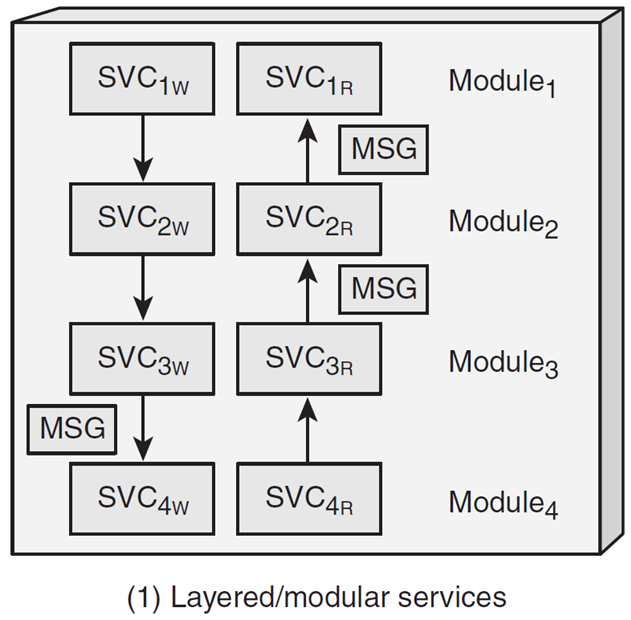 SVC1W SVC1R Module1
MSG
SVC2W SVC2R Module2
MSG
SVC3W SVC3R Module3
MSG
SVC4W SVC4R Module4
(1) Layered/modular services